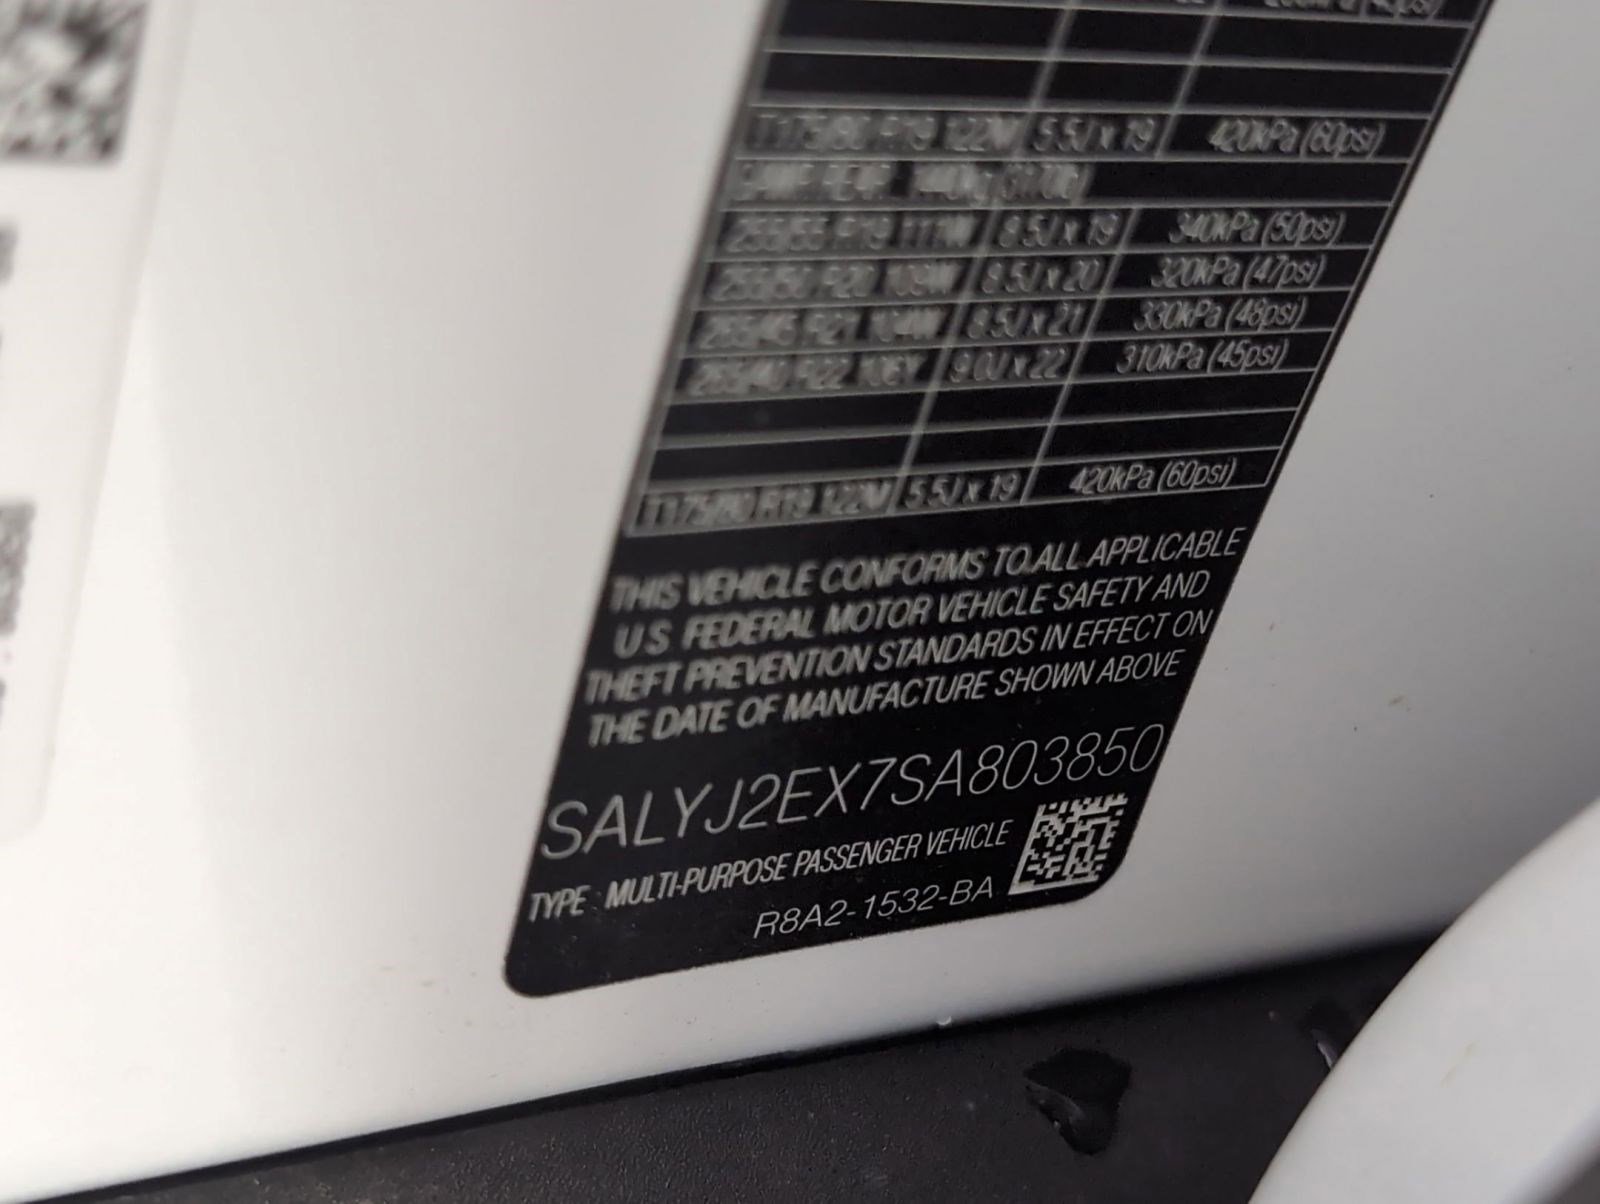 T175/80 R19 122M 5.5J x 19 420kPa (60psi)
255/55 R19 111W 8.5J x 19 340kPa (50psi)
255/50 R20 109W 8.5J x 20 320kPa (47psi)
8.5J x 21 330kPa (48psi)
9.0J x 22 310kPa (45psi)
T175/80 R19 122M 5.5J x 19 420kPa (60psi)
THIS VEHICLE CONFORMS TO ALL APPLICABLE
U.S. FEDERAL MOTOR VEHICLE SAFETY AND
THEFT PREVENTION STANDARDS IN EFFECT ON
THE DATE OF MANUFACTURE SHOWN ABOVE
SALYJ2EX7SA803850
TYPE : MULTI-PURPOSE PASSENGER VEHICLE
R8A2-1532-BA